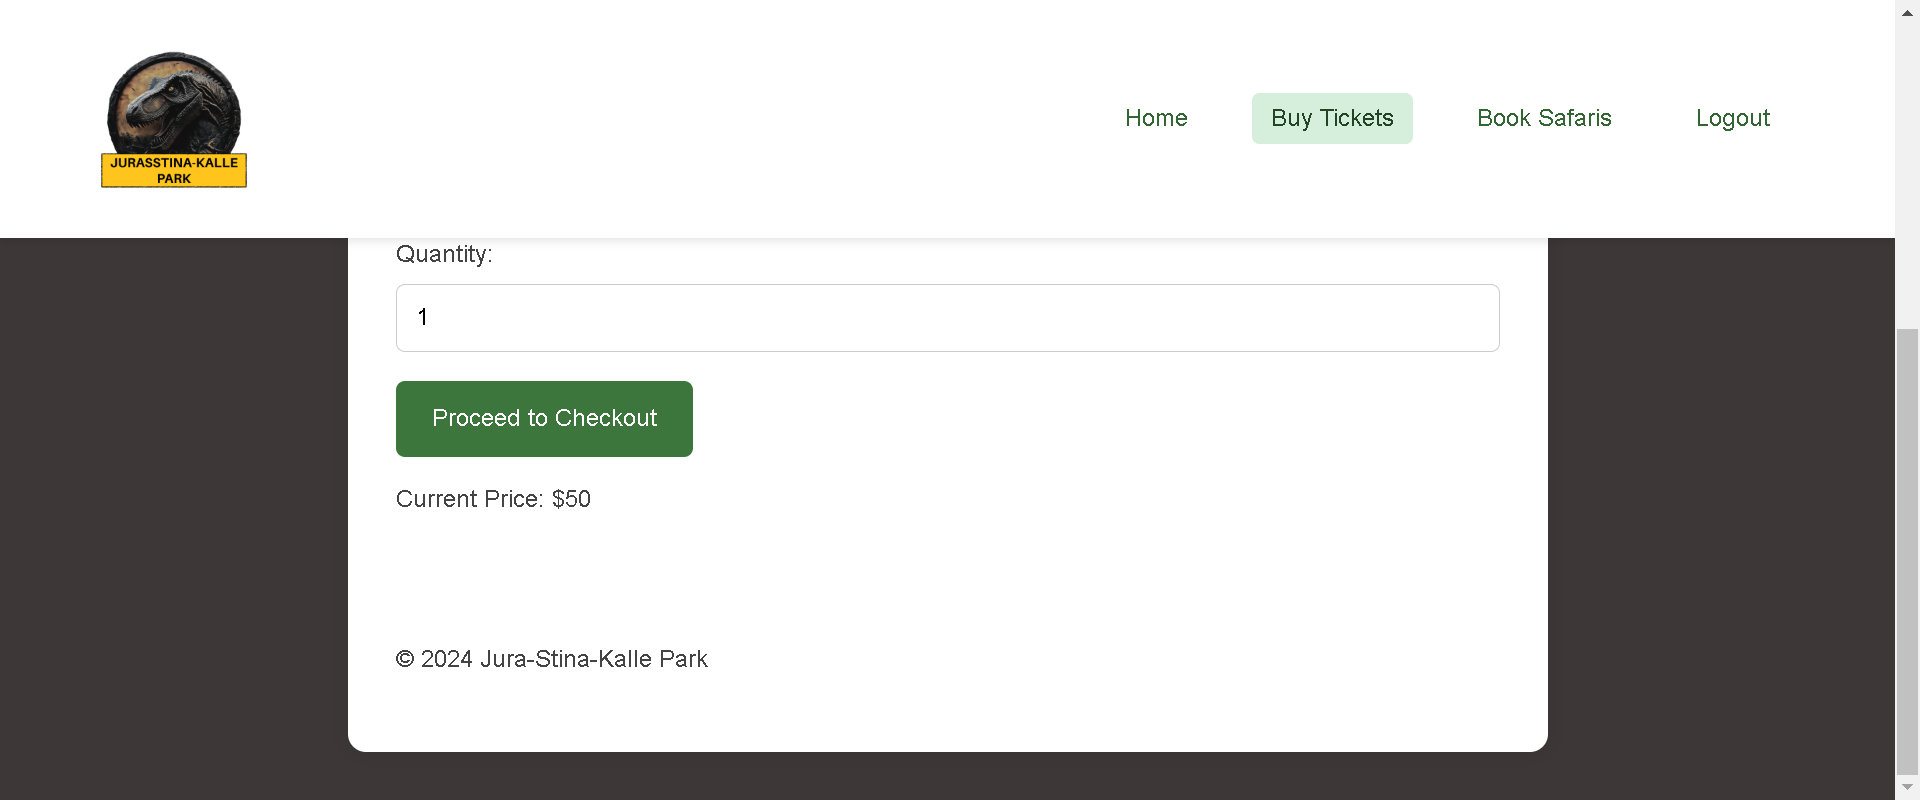 JURASSTINA-KALLE
PARK
Home
Buy Tickets
Book Safaris
Logout
Quantity:
1
Proceed to Checkout
Current Price: $50
© 2024 Jura-Stina-Kalle Park